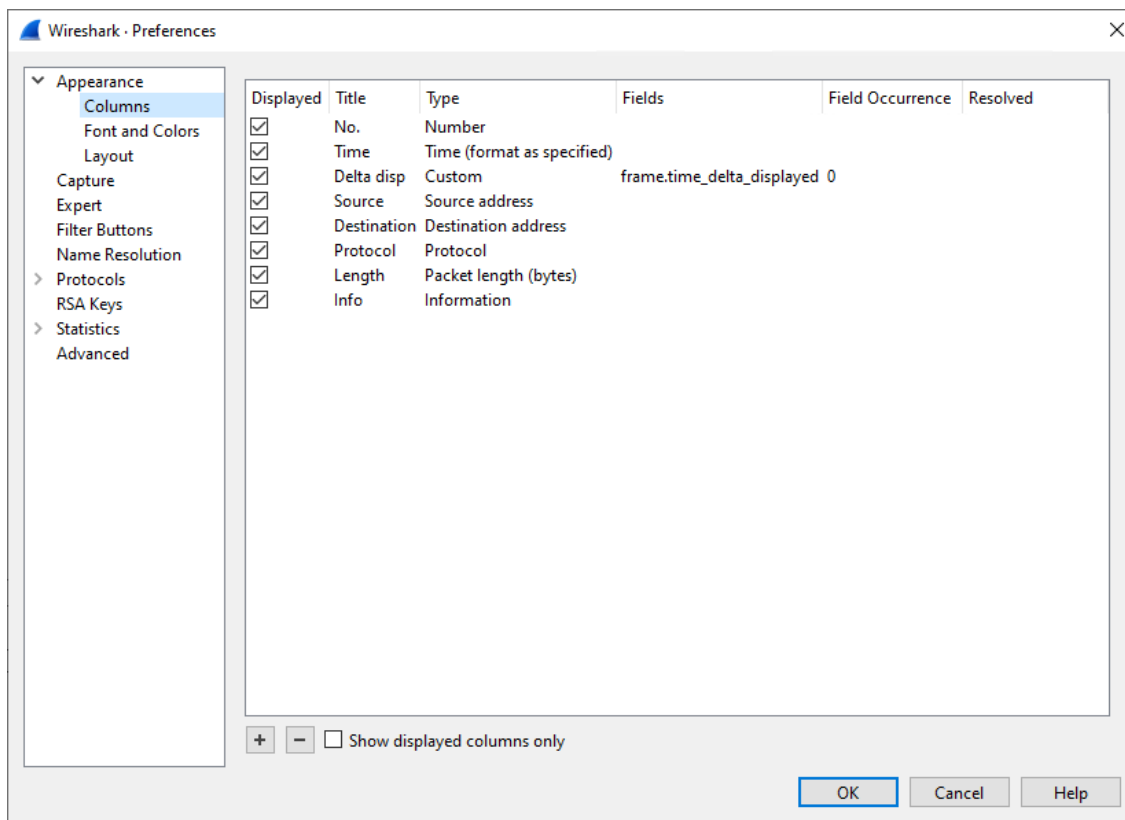 Wireshark · Preferences
Appearance
Columns
Font and Colors
Layout
Capture
Expert
Filter Buttons
Name Resolution
Protocols
RSA Keys
Statistics
Advanced
Displayed Title Type Fields Field Occurrence Resolved
No. Number
Time Time (format as specified)
Delta disp Custom frame.time_delta_displayed 0
Source Source address
Destination Destination address
Protocol Protocol
Length Packet length (bytes)
Info Information
+ − Show displayed columns only
OK Cancel Help